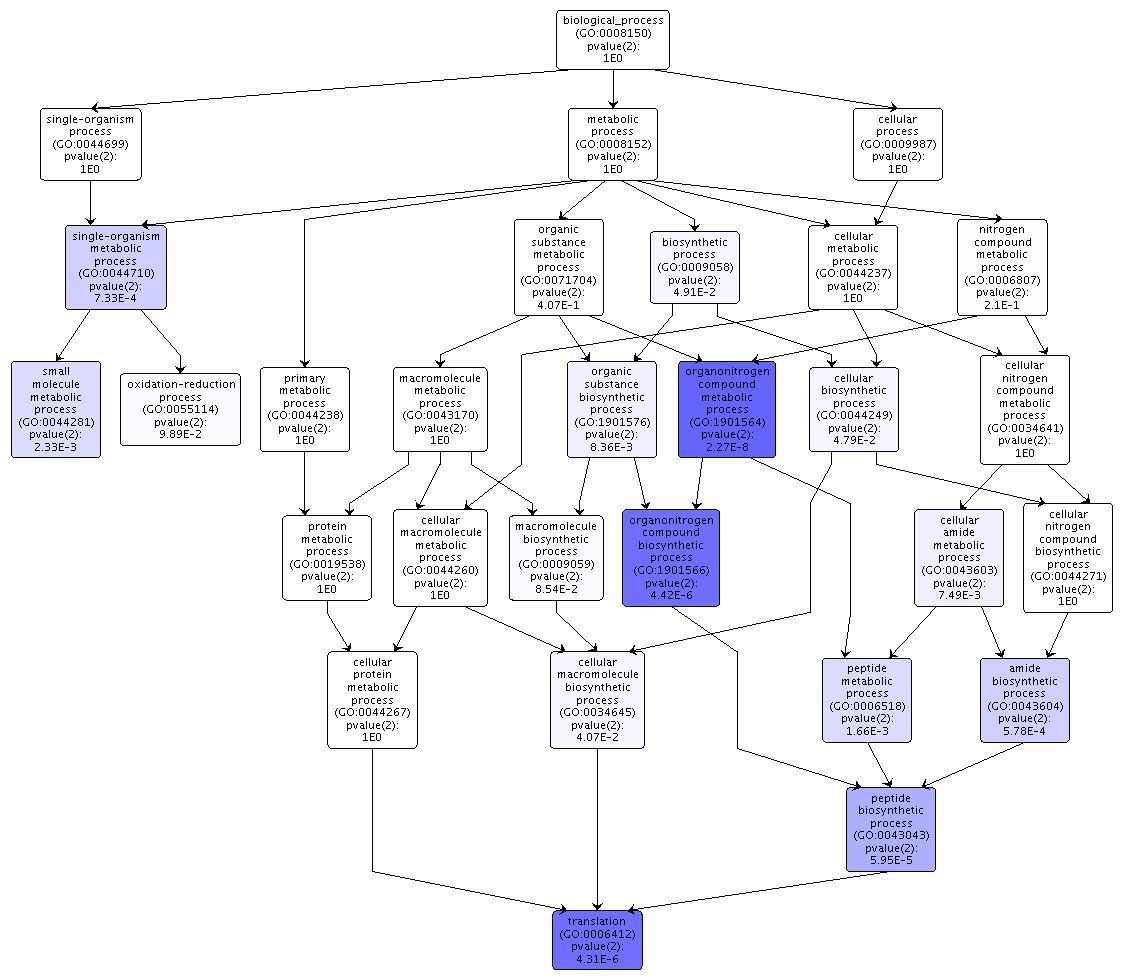 biological_process
(GO:0008150)
pvalue(2):
1E0
single-organism
process
(GO:0044699)
pvalue(2):
1E0
metabolic
process
(GO:0008152)
pvalue(2):
1E0
cellular
process
(GO:0009987)
pvalue(2):
1E0
single-organism
metabolic
process
(GO:0044710)
pvalue(2):
7.33E-4
organic
substance
metabolic
process
(GO:0071704)
pvalue(2):
4.07E-1
biosynthetic
process
(GO:0009058)
pvalue(2):
4.91E-2
cellular
metabolic
process
(GO:0044237)
pvalue(2):
1E0
nitrogen
compound
metabolic
process
(GO:0006807)
pvalue(2):
2.1E-1
small
molecule
metabolic
process
(GO:0044281)
pvalue(2):
2.33E-3
oxidation-reduction
process
(GO:0055114)
pvalue(2):
9.89E-2
primary
metabolic
process
(GO:0044238)
pvalue(2):
1E0
macromolecule
metabolic
process
(GO:0043170)
pvalue(2):
1E0
organic
substance
biosynthetic
process
(GO:1901576)
pvalue(2):
8.36E-3
organonitrogen
compound
metabolic
process
(GO:1901564)
pvalue(2):
2.27E-8
cellular
biosynthetic
process
(GO:0044249)
pvalue(2):
4.79E-2
cellular
nitrogen
compound
metabolic
process
(GO:0034641)
pvalue(2):
1E0
protein
metabolic
process
(GO:0019538)
pvalue(2):
1E0
cellular
macromolecule
metabolic
process
(GO:0044260)
pvalue(2):
1E0
macromolecule
biosynthetic
process
(GO:0009059)
pvalue(2):
8.54E-2
organonitrogen
compound
biosynthetic
process
(GO:1901566)
pvalue(2):
4.42E-6
cellular
amide
metabolic
process
(GO:0043603)
pvalue(2):
7.49E-3
cellular
nitrogen
compound
biosynthetic
process
(GO:0044271)
pvalue(2):
1E0
cellular
protein
metabolic
process
(GO:0044267)
pvalue(2):
1E0
cellular
macromolecule
biosynthetic
process
(GO:0034645)
pvalue(2):
4.07E-2
peptide
metabolic
process
(GO:0006518)
pvalue(2):
1.66E-3
amide
biosynthetic
process
(GO:0043604)
pvalue(2):
5.78E-4
peptide
biosynthetic
process
(GO:0043043)
pvalue(2):
5.95E-5
translation
(GO:0006412)
pvalue(2):
4.31E-6